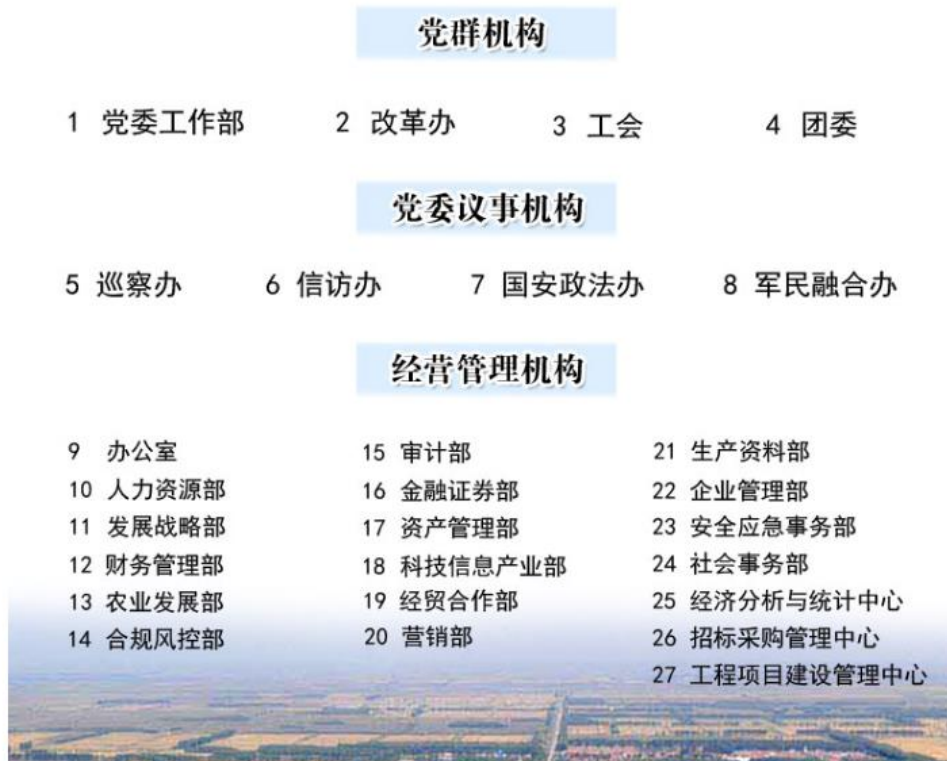 党群机构
1 党委工作部 2 改革办 3 工会 4 团委
党委议事机构
5 巡察办 6 信访办 7 国安政法办 8 军民融合办
经营管理机构
9 办公室 15 审计部 21 生产资料部
10 人力资源部 16 金融证券部 22 企业管理部
11 发展战略部 17 资产管理部 23 安全应急事务部
12 财务管理部 18 科技信息产业部 24 社会事务部
13 农业发展部 19 经贸合作部 25 经济分析与统计中心
14 合规风控部 20 营销部 26 招标采购管理中心
27 工程项目建设管理中心